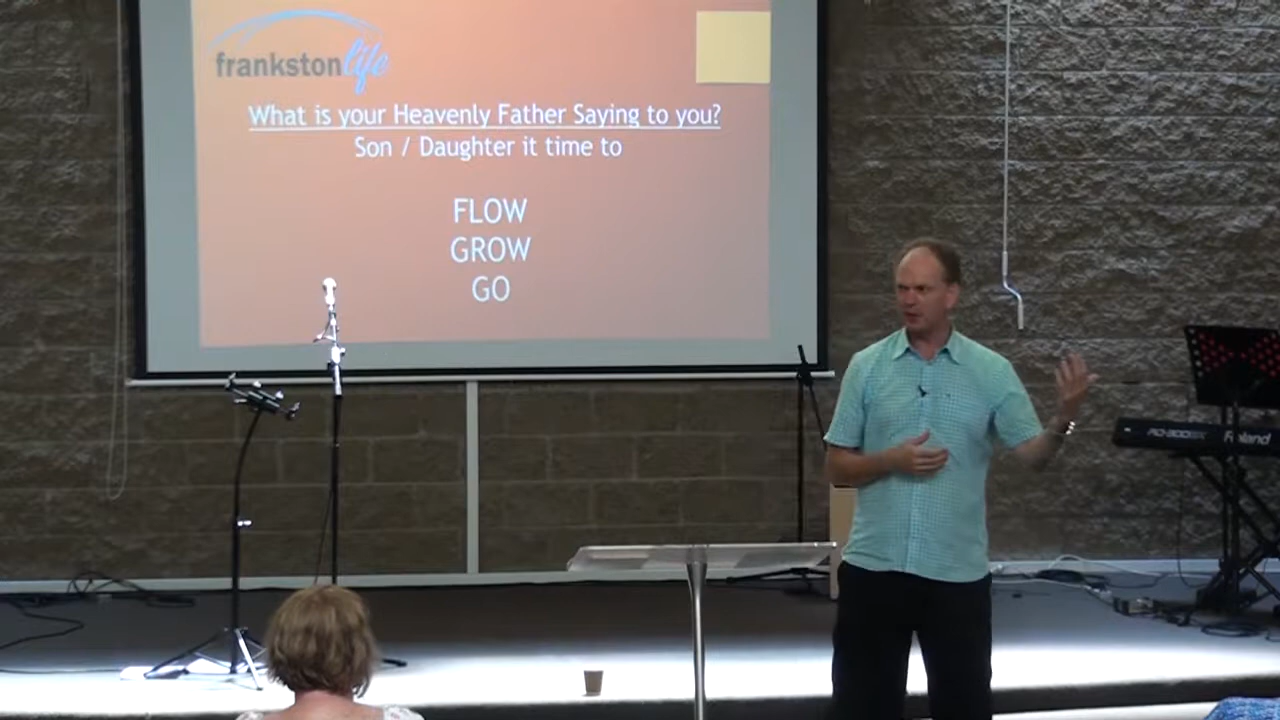 frankstonlife
What is your Heavenly Father Saying to you?
Son / Daughter it time to
FLOW
GROW
GO
Roland